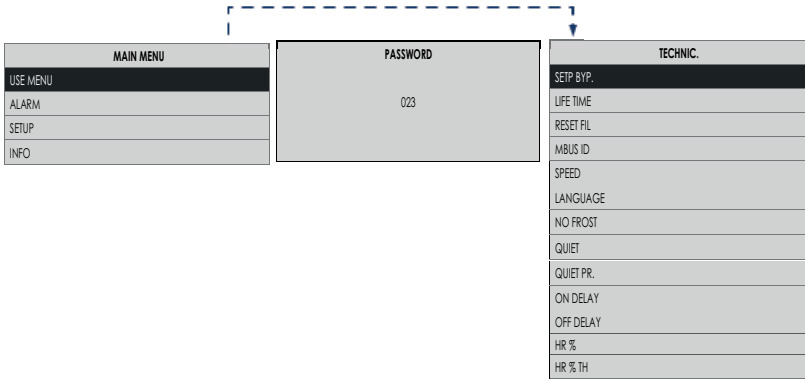 MAIN MENU
USE MENU
ALARM
SETUP
INFO
PASSWORD
023
TECHNIC.
SETP BYP.
LIFE TIME
RESET FIL
MBUS ID
SPEED
LANGUAGE
NO FROST
QUIET
QUIET PR.
ON DELAY
OFF DELAY
HR %
HR % TH